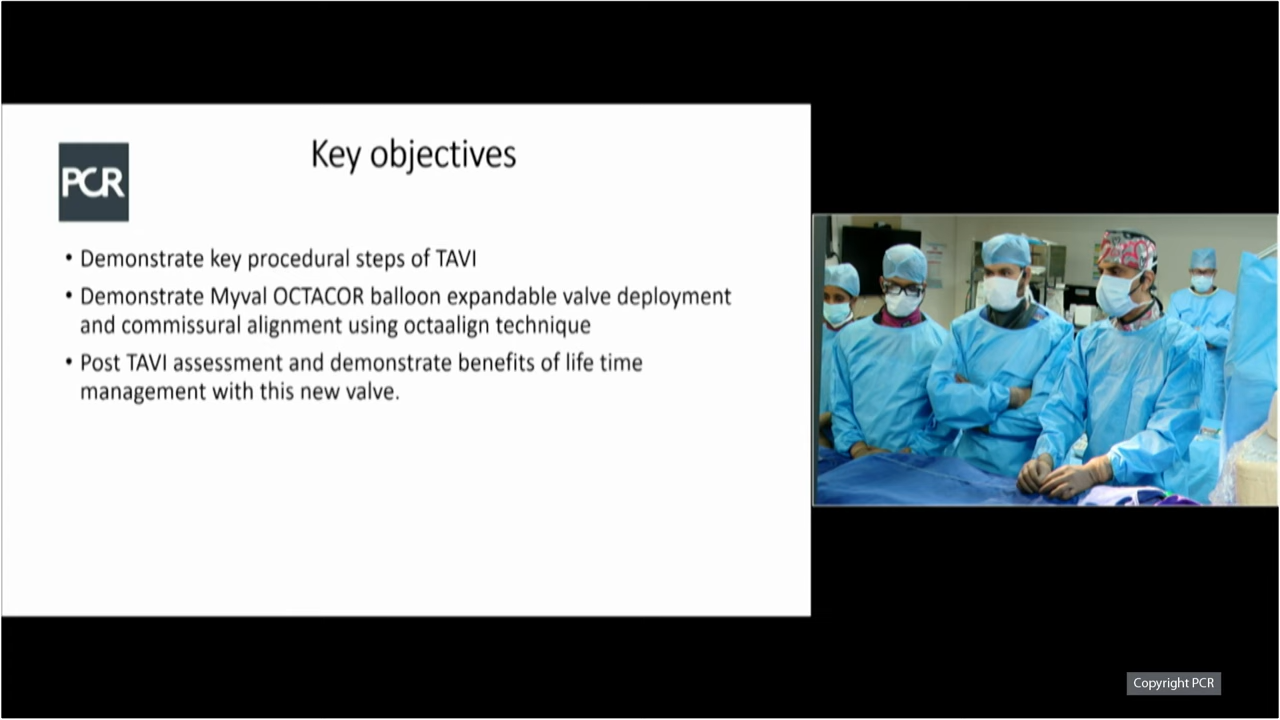 PCR
Key objectives
• Demonstrate key procedural steps of TAVI
• Demonstrate Myval OCTACOR balloon expandable valve deployment
and commissural alignment using octaalign technique
• Post TAVI assessment and demonstrate benefits of life time
management with this new valve.
Copyright PCR